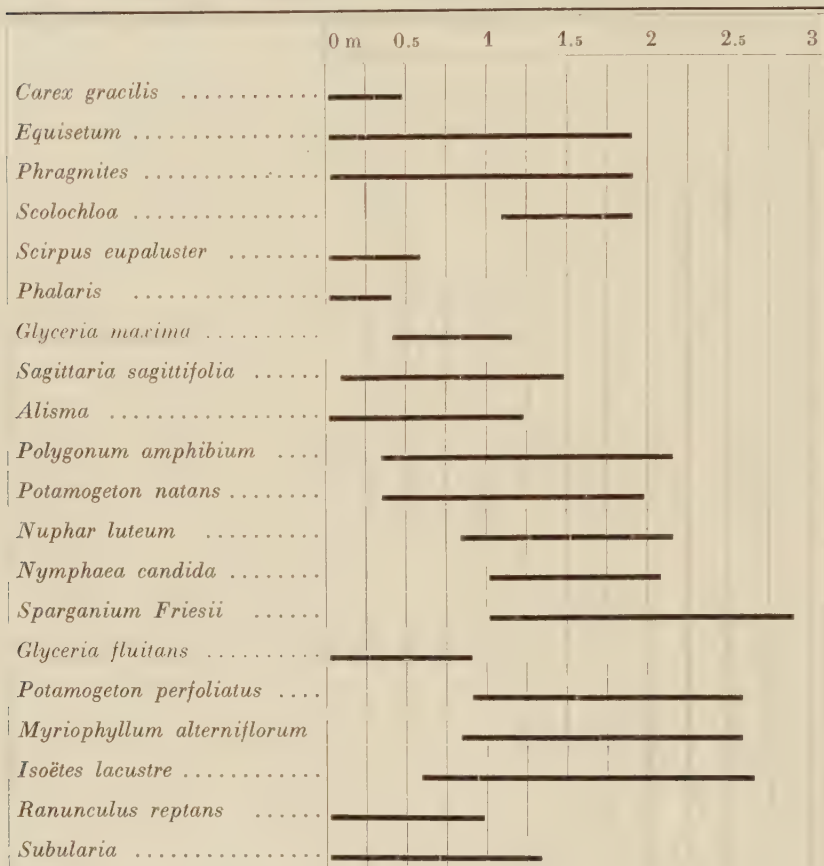 0 m 0.5 1 1.5 2 2.5 3
Carex gracilis ............
Equisetum ................
Phragmites ...............
Scolochloa ................
Scirpus eupaluster ........
Phalaris ................
Glyceria maxima ..........
Sagittaria sagittifolia ......
Alisma ..................
Polygonum amphibium ....
Potamogeton natans ........
Nuphar luteum ..........
Nymphaea candida ........
Sparganium Friesii ......
Glyceria fluitans ..........
Potamogeton perfoliatus ....
Myriophyllum alterniflorum
Isoëtes lacustre ............
Ranunculus reptans ......
Subularia ................